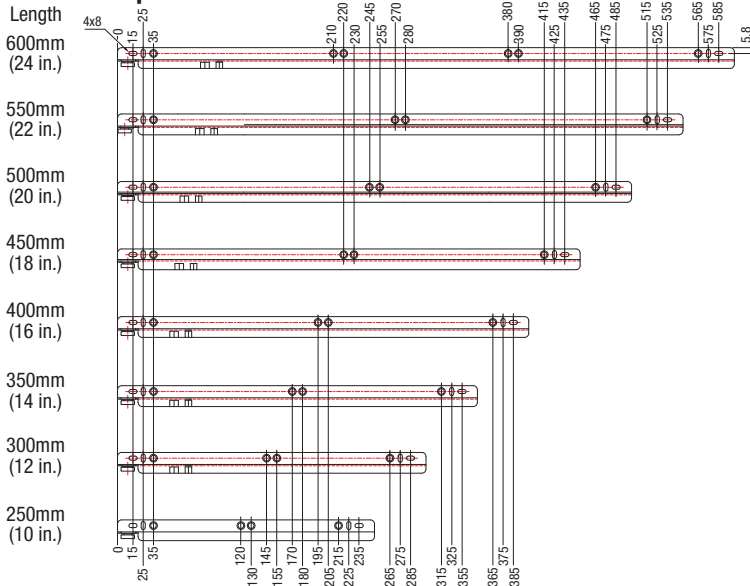 Length
4x8
0
15
25
35
210
220
230
245
255
270
280
380
390
415
425
435
465
475
485
515
525
535
565
575
585
5.8
600mm
(24 in.)
550mm
(22 in.)
500mm
(20 in.)
450mm
(18 in.)
400mm
(16 in.)
350mm
(14 in.)
300mm
(12 in.)
250mm
(10 in.)
0
15
25
35
120
130
145
155
170
180
195
205
215
225
235
265
275
285
315
325
355
365
375
385